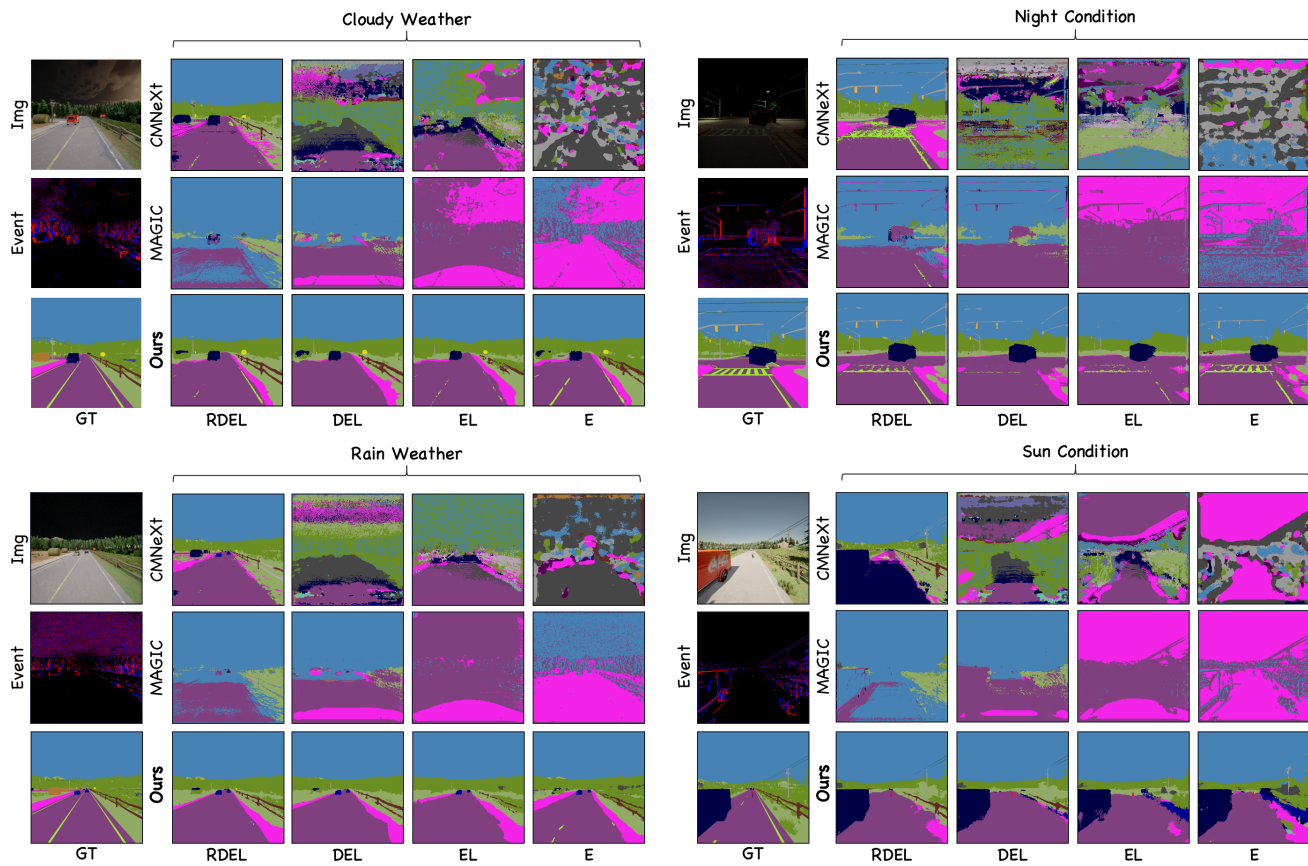 Cloudy Weather
Img
CMNeXt
Event
MAGIC
Ours
GT
RDEL
DEL
EL
E
Night Condition
Img
CMNeXt
Event
MAGIC
Ours
GT
RDEL
DEL
EL
E
Rain Weather
Img
CMNeXt
Event
MAGIC
Ours
GT
RDEL
DEL
EL
E
Sun Condition
Img
CMNeXt
Event
MAGIC
Ours
GT
RDEL
DEL
EL
E